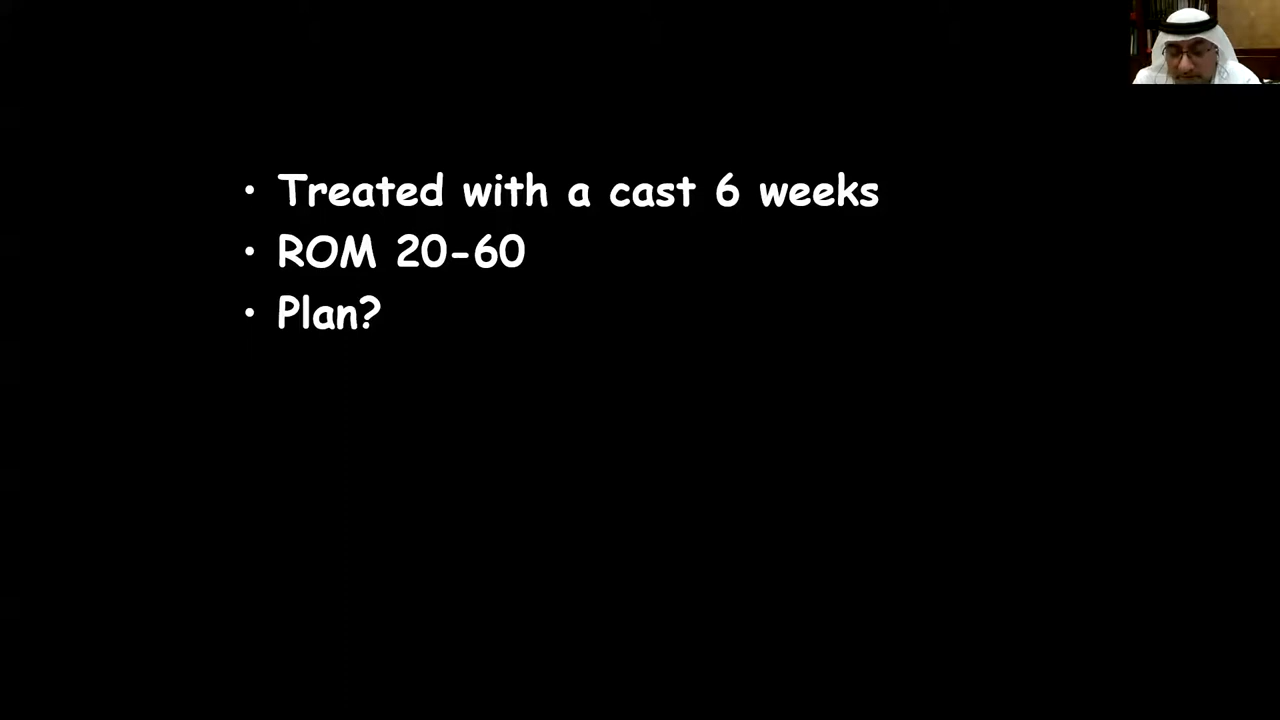 • Treated with a cast 6 weeks
• ROM 20-60
• Plan?